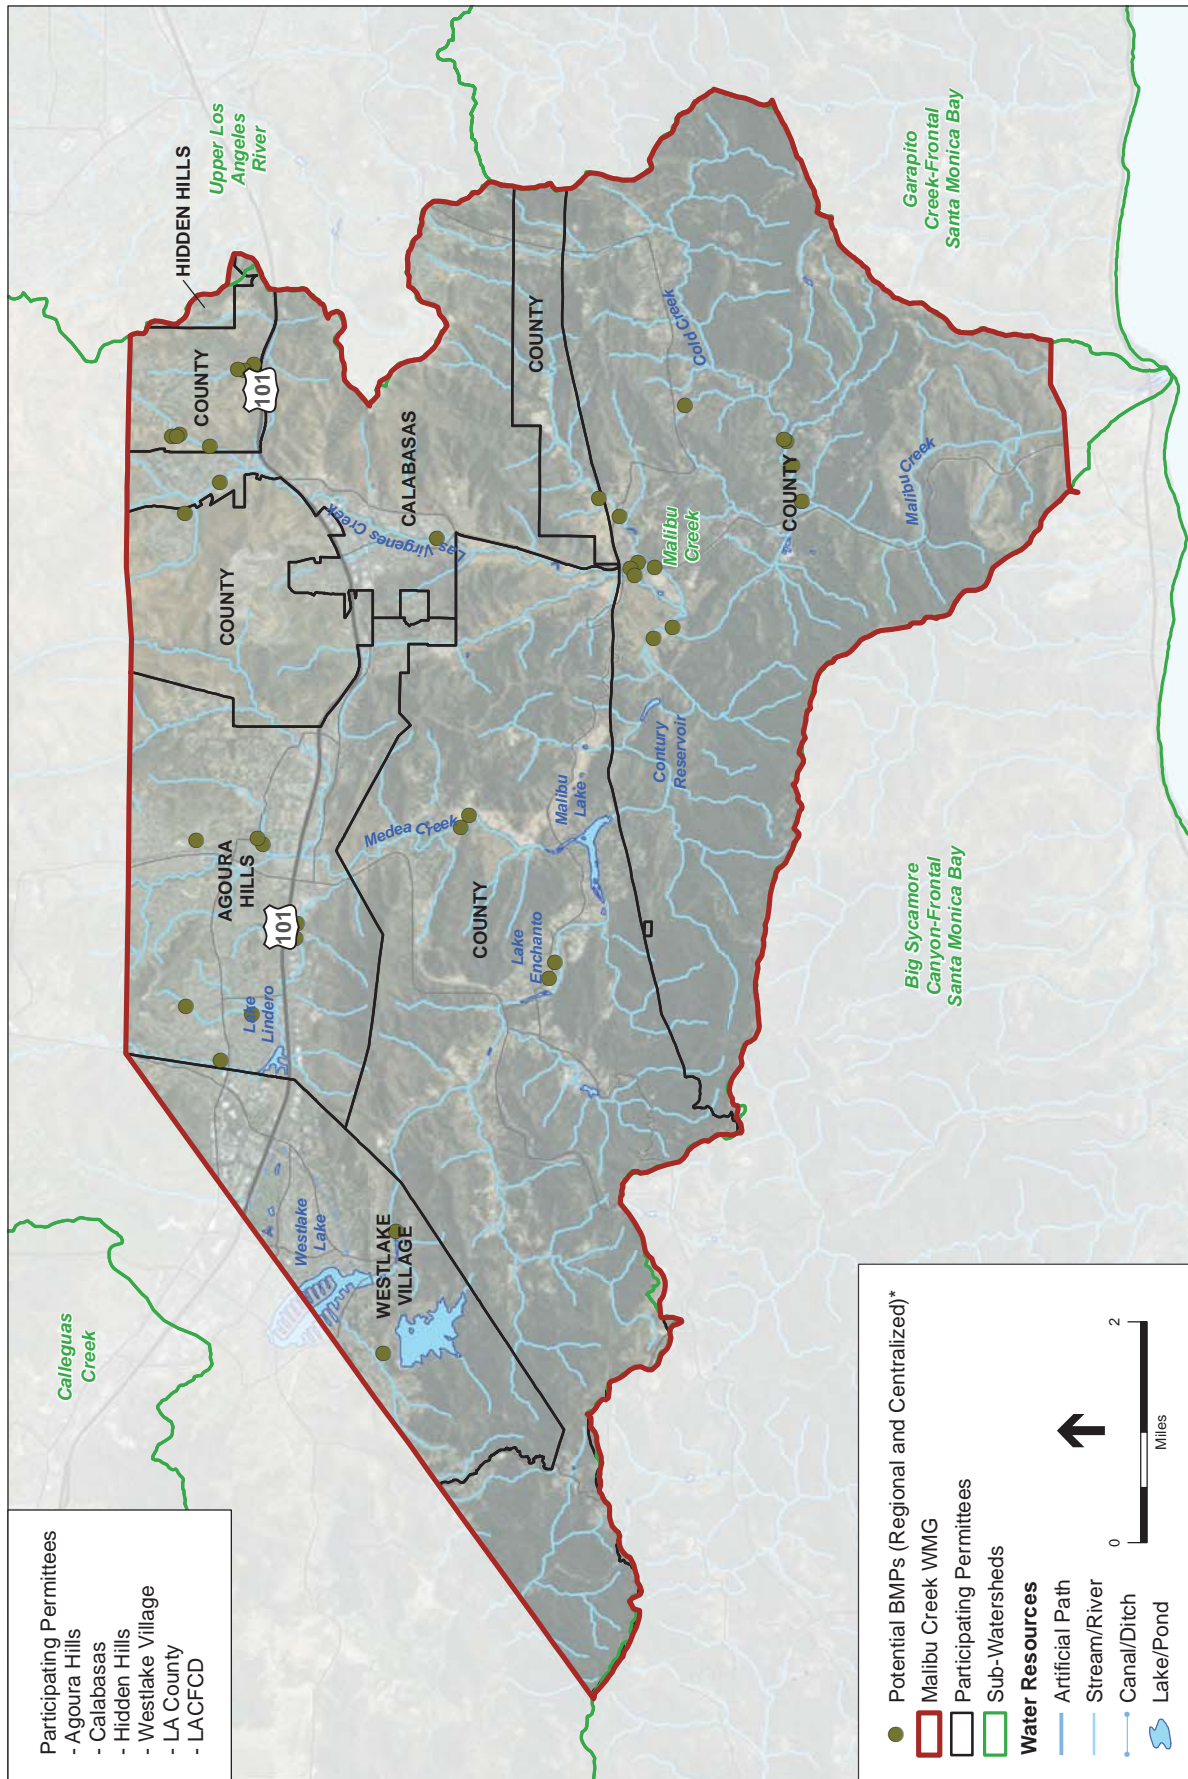 Participating Permittees
- Agoura Hills
- Calabasas
- Hidden Hills
- Westlake Village
- LA County
- LACFCD
Calleguas
Creek
Upper Los
Angeles
River
HIDDEN HILLS
COUNTY
101
COUNTY
CALABASAS
Las Virgenes Creek
COUNTY
AGOURA
HILLS
101
Lake
Lindero
Medea Creek
COUNTY
Lake
Enchanto
Malibu
Lake
Century
Reservoir
Westlake
Lake
WESTLAKE
VILLAGE
Cold Creek
Malibu
Creek
COUNTY
Malibu Creek
Garapito
Creek-Frontal
Santa Monica Bay
Big Sycamore
Canyon-Frontal
Santa Monica Bay
Potential BMPs (Regional and Centralized)*
Malibu Creek WMG
Participating Permittees
Sub-Watersheds
Water Resources
Artificial Path
Stream/River
Canal/Ditch
Lake/Pond
0
2
Miles